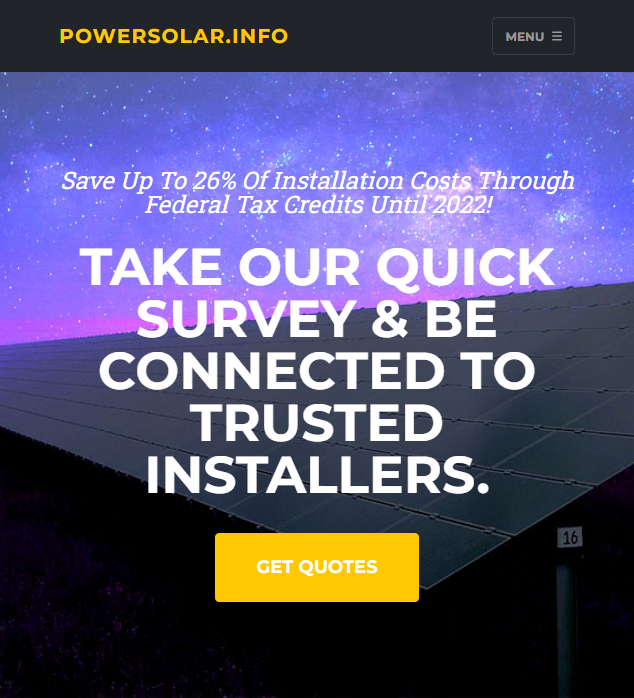 POWERSOLAR.INFO
MENU ☰
Save Up To 26% Of Installation Costs Through
Federal Tax Credits Until 2022!
TAKE OUR QUICK
SURVEY & BE
CONNECTED TO
TRUSTED
INSTALLERS.
16
GET QUOTES